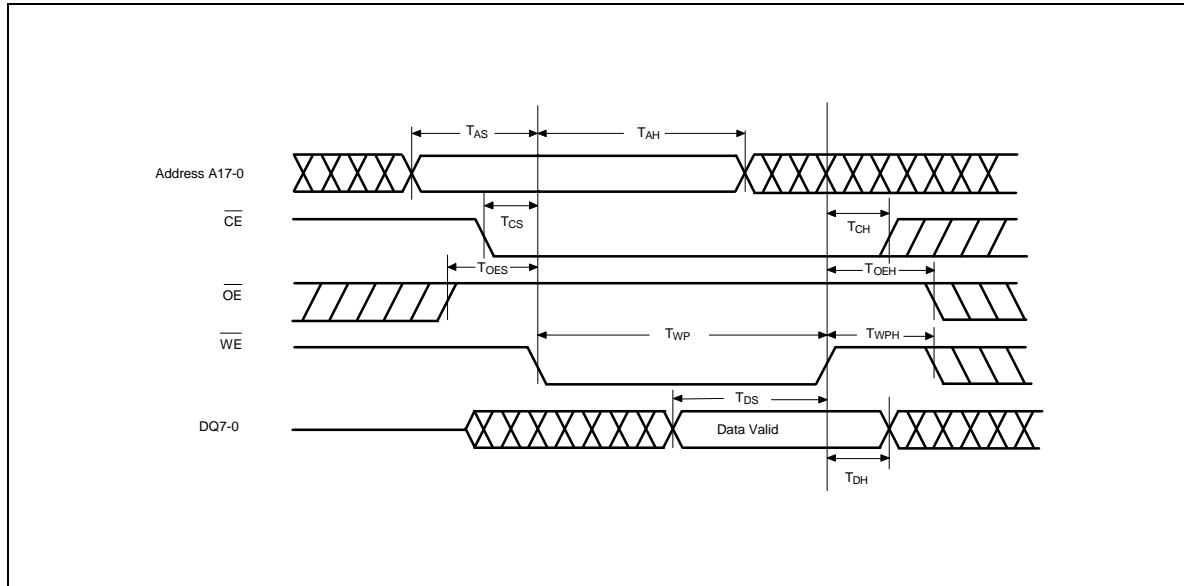 TAS
TAH
Address A17-0
TCS
TCH
CE
TOES
TOEH
OE
TWP
TWPH
WE
TDS
DQ7-0
Data Valid
TDH